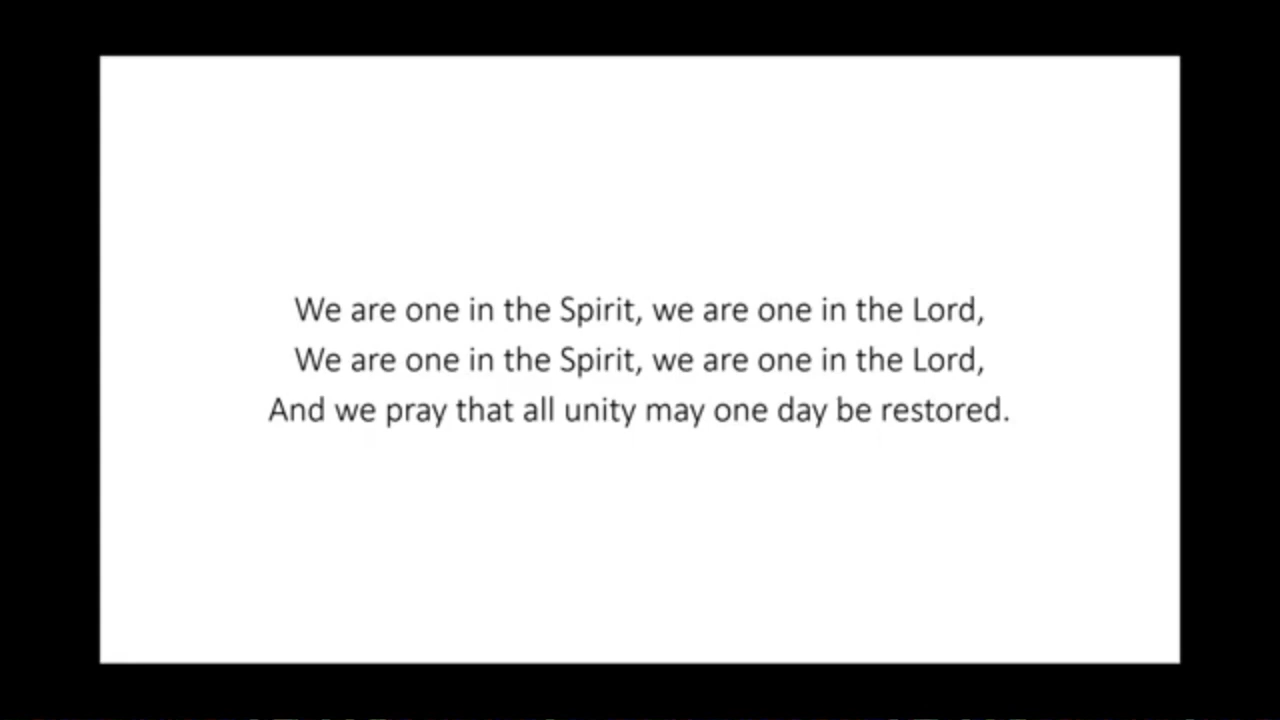 We are one in the Spirit, we are one in the Lord,
We are one in the Spirit, we are one in the Lord,
And we pray that all unity may one day be restored.